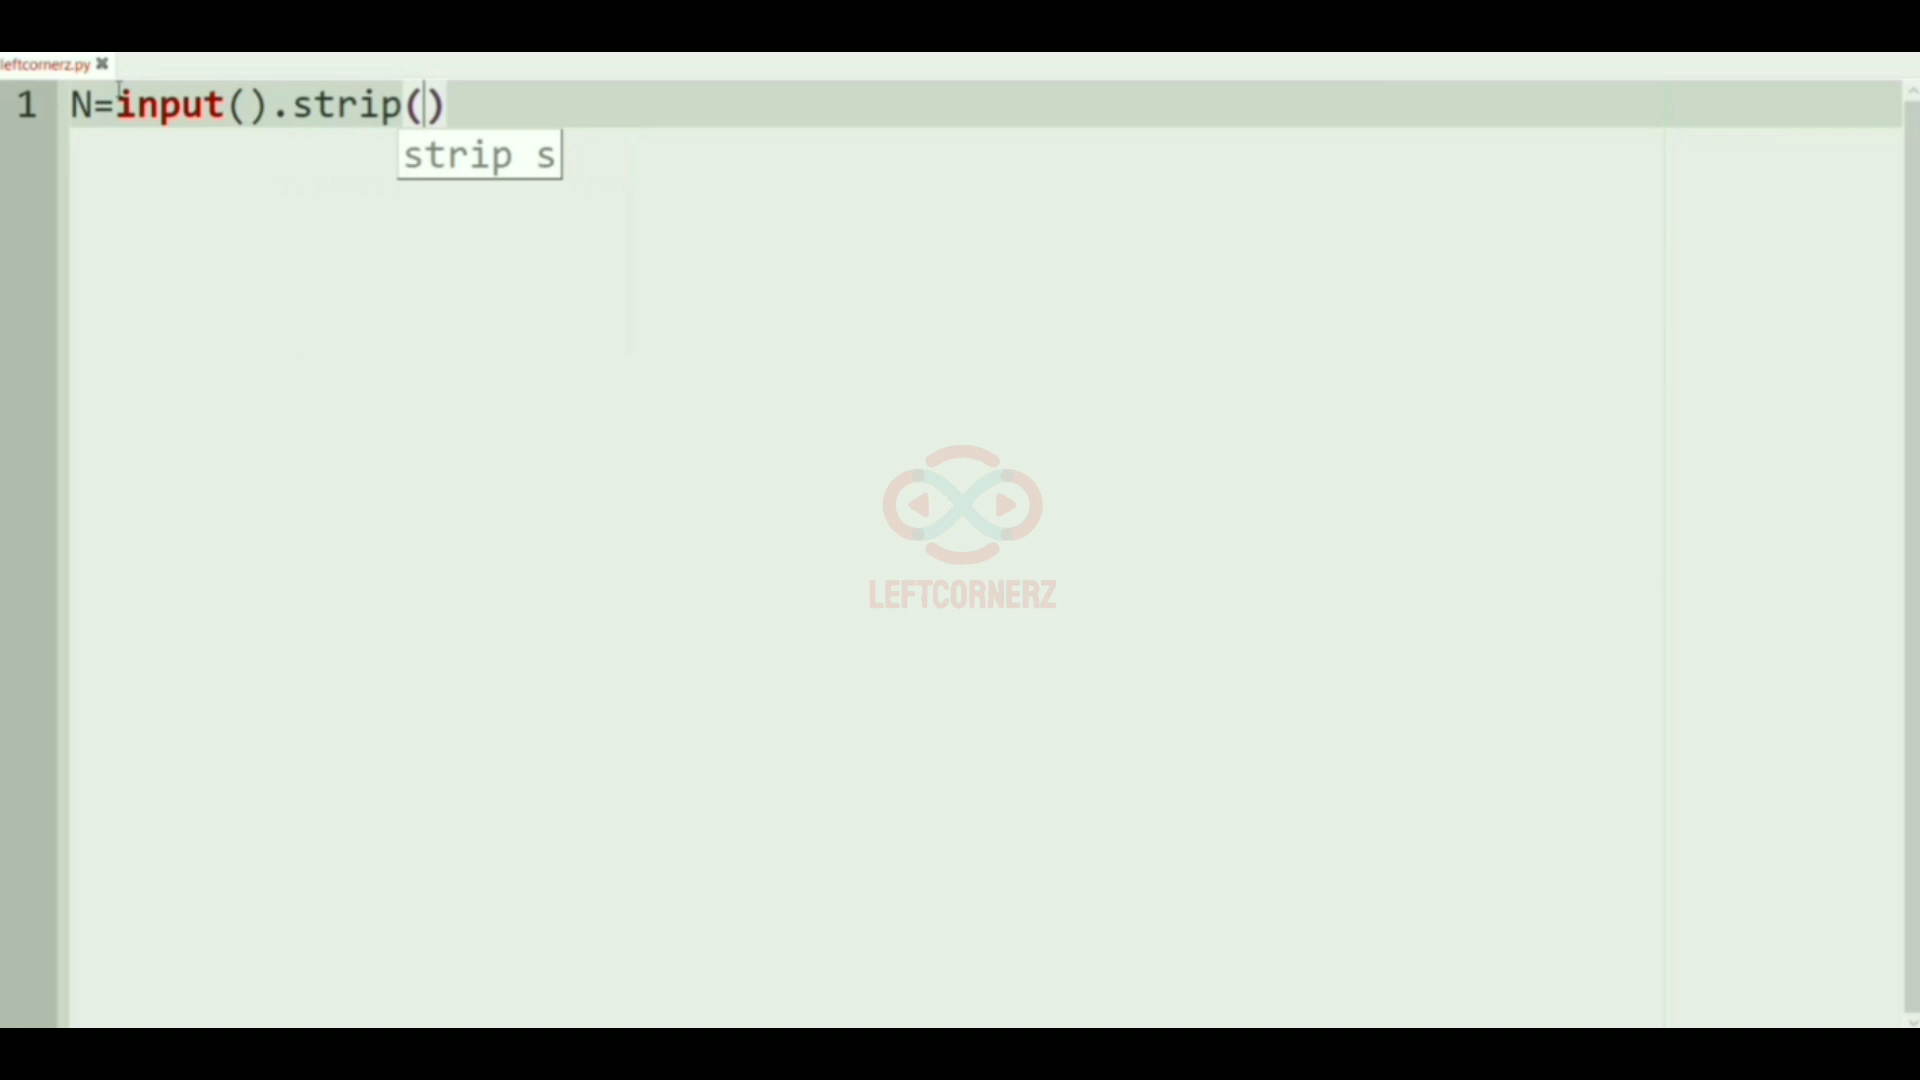 leftcornerz.py ✖
1 N=input().strip()
strip s
LEFTCORNERZ